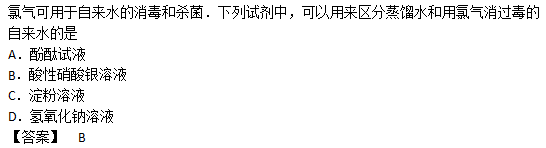 氯气可用于自来水的消毒和杀菌．下列试剂中，可以用来区分蒸馏水和用氯气消过毒的
自来水的是
A．酚酞试液
B．酸性硝酸银溶液
C．淀粉溶液
D．氢氧化钠溶液
【答案】 B